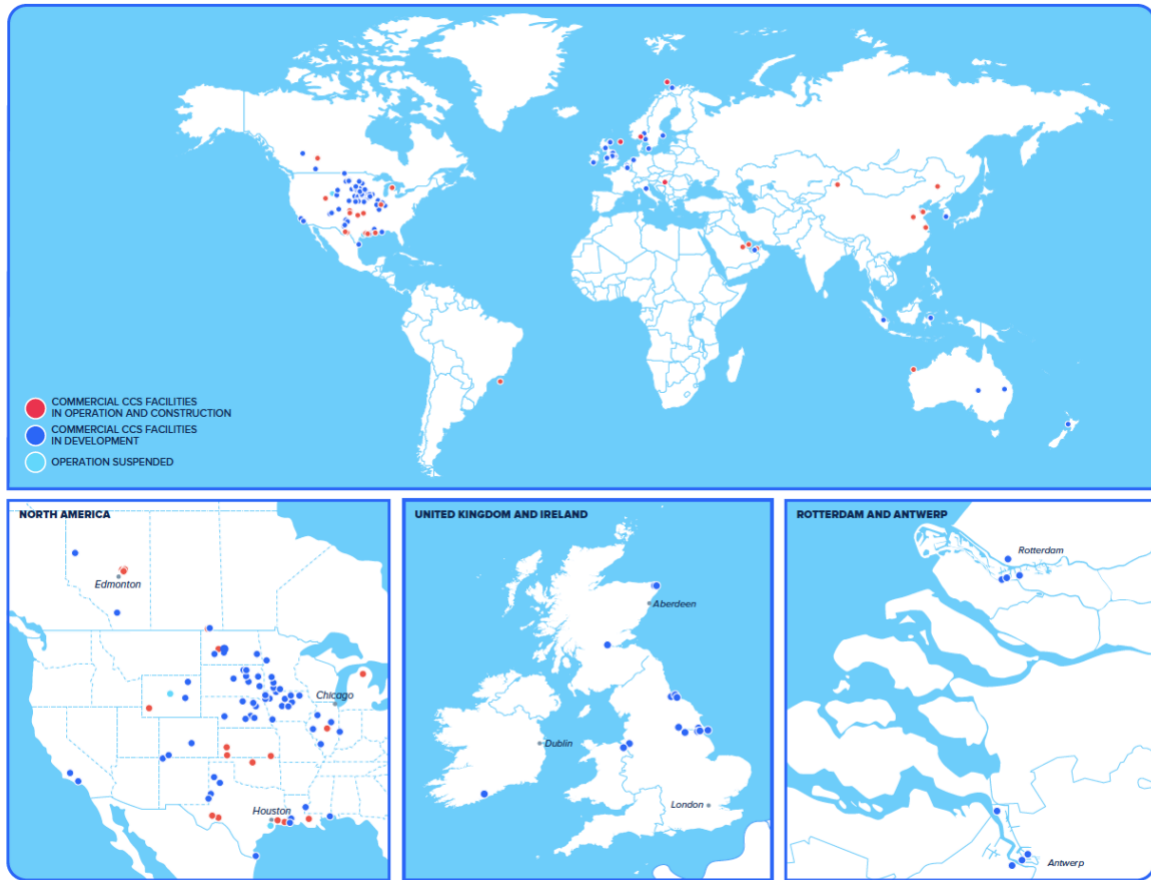 COMMERCIAL CCS FACILITIES
IN OPERATION AND CONSTRUCTION
COMMERCIAL CCS FACILITIES
IN DEVELOPMENT
OPERATION SUSPENDED
NORTH AMERICA
Edmonton
Chicago
Houston
UNITED KINGDOM AND IRELAND
Aberdeen
Dublin
London
ROTTERDAM AND ANTWERP
Rotterdam
Antwerp